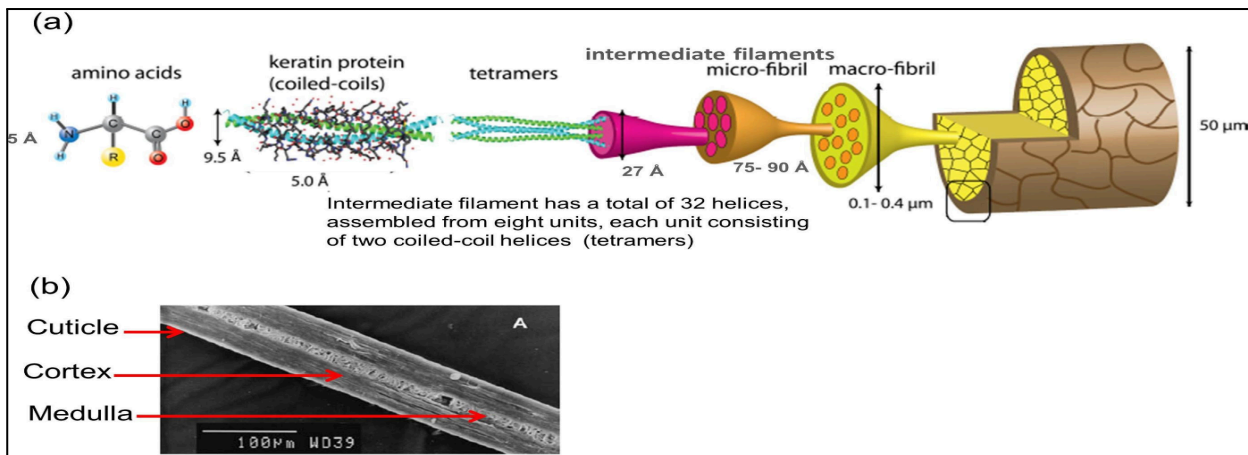 (a)
intermediate filaments
amino acids
keratin protein
(coiled-coils)
tetramers
micro-fibril
macro-fibril
H
H
O
H
N
C
C
H
R
O
5 Å
9.5 Å
5.0 Å
27 Å
75- 90 Å
0.1- 0.4 µm
50 µm
Intermediate filament has a total of 32 helices,
assembled from eight units, each unit consisting
of two coiled-coil helices (tetramers)
(b)
A
Cuticle
Cortex
Medulla
100µm WD39